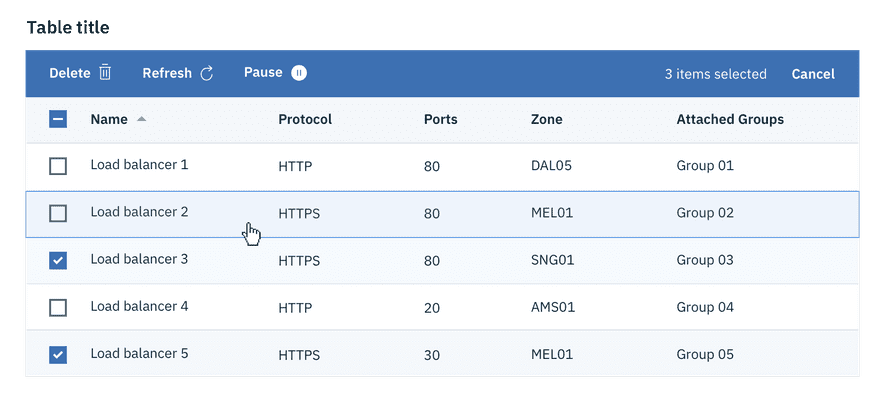 Table title
Delete Refresh Pause 3 items selected Cancel
Name Protocol Ports Zone Attached Groups
Load balancer 1 HTTP 80 DAL05 Group 01
Load balancer 2 HTTPS 80 MEL01 Group 02
Load balancer 3 HTTPS 80 SNG01 Group 03
Load balancer 4 HTTP 20 AMS01 Group 04
Load balancer 5 HTTPS 30 MEL01 Group 05